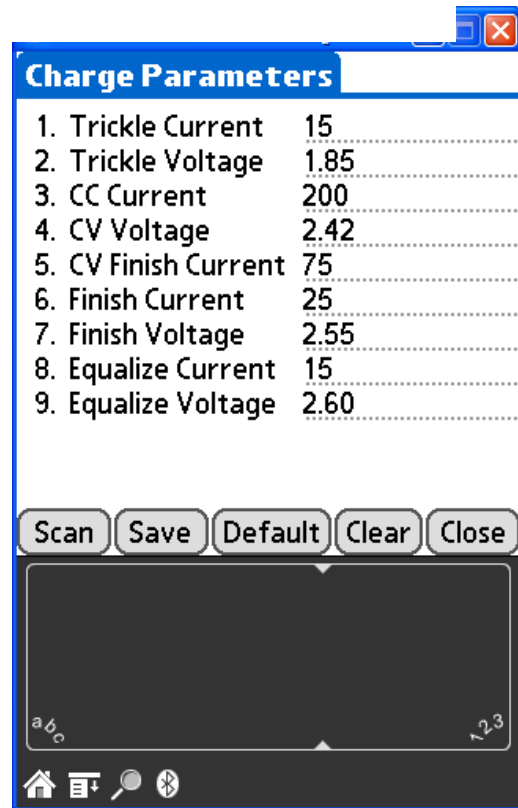 Charge Parameters
1. Trickle Current 15
2. Trickle Voltage 1.85
3. CC Current 200
4. CV Voltage 2.42
5. CV Finish Current 75
6. Finish Current 25
7. Finish Voltage 2.55
8. Equalize Current 15
9. Equalize Voltage 2.60
Scan Save Default Clear Close
abc 123